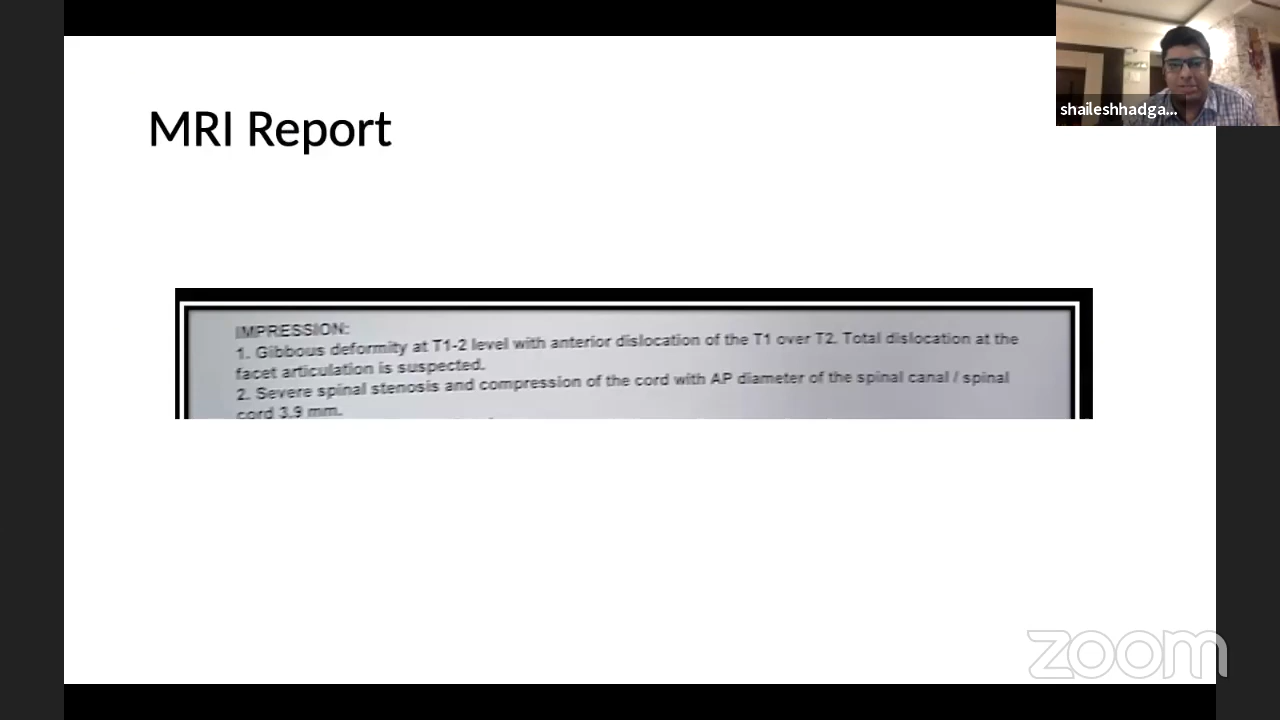 shaileshhadga...
MRI Report
IMPRESSION:
1. Gibbous deformity at T1-2 level with anterior dislocation of the T1 over T2. Total dislocation at the
facet articulation is suspected.
2. Severe spinal stenosis and compression of the cord with AP diameter of the spinal canal / spinal
cord 3.9 mm.
zoom